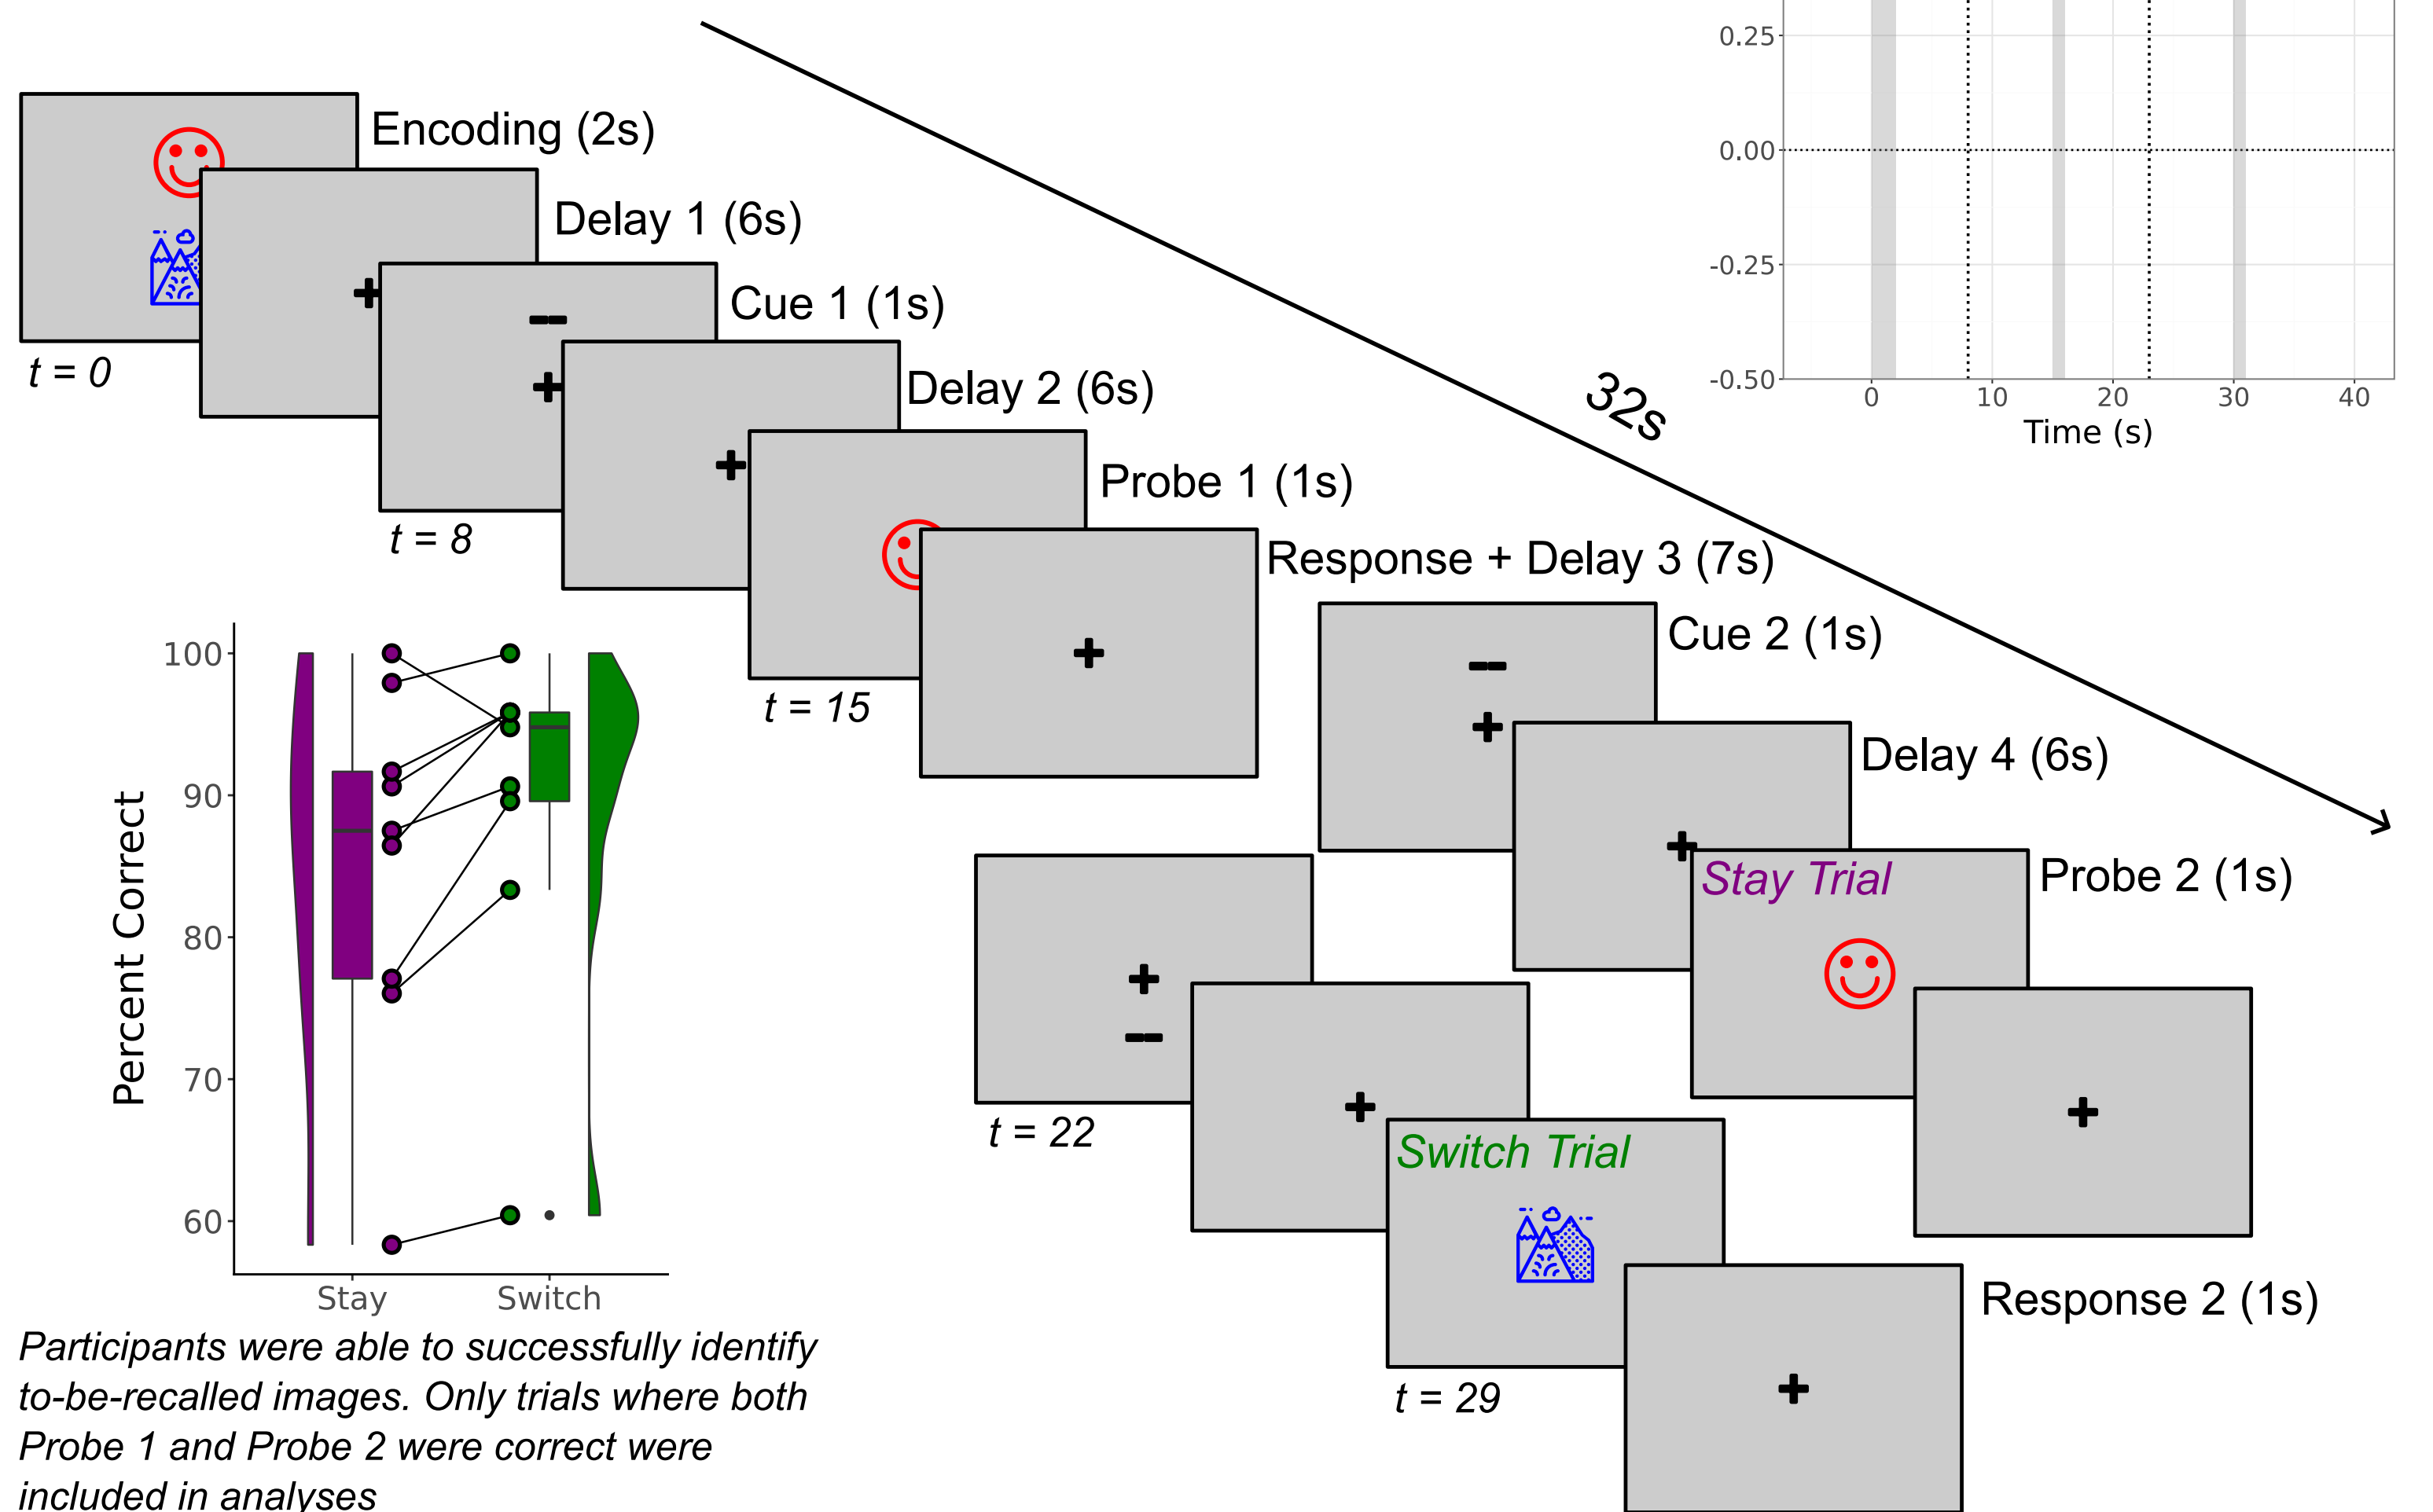 Encoding (2s)
t = 0
Delay 1 (6s)
Cue 1 (1s)
t = 8
Delay 2 (6s)
Probe 1 (1s)
t = 15
Response + Delay 3 (7s)
32s
0.25
0.00
-0.25
-0.50
0 10 20 30 40
Time (s)
Cue 2 (1s)
Delay 4 (6s)
Stay Trial
Probe 2 (1s)
t = 22
Switch Trial
t = 29
Response 2 (1s)
Percent Correct
100
90
80
70
60
Stay Switch
Participants were able to successfully identify
to-be-recalled images. Only trials where both
Probe 1 and Probe 2 were correct were
included in analyses